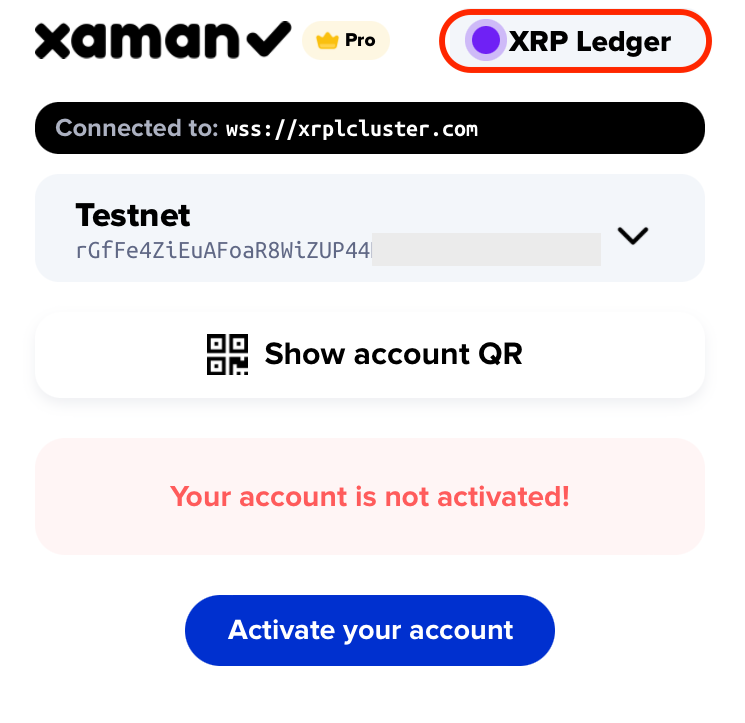 xaman
Pro
XRP Ledger
Connected to: wss://xrplcluster.com
Testnet
rGfFe4ZiEuAFoaR8WiZUP44
Show account QR
Your account is not activated!
Activate your account